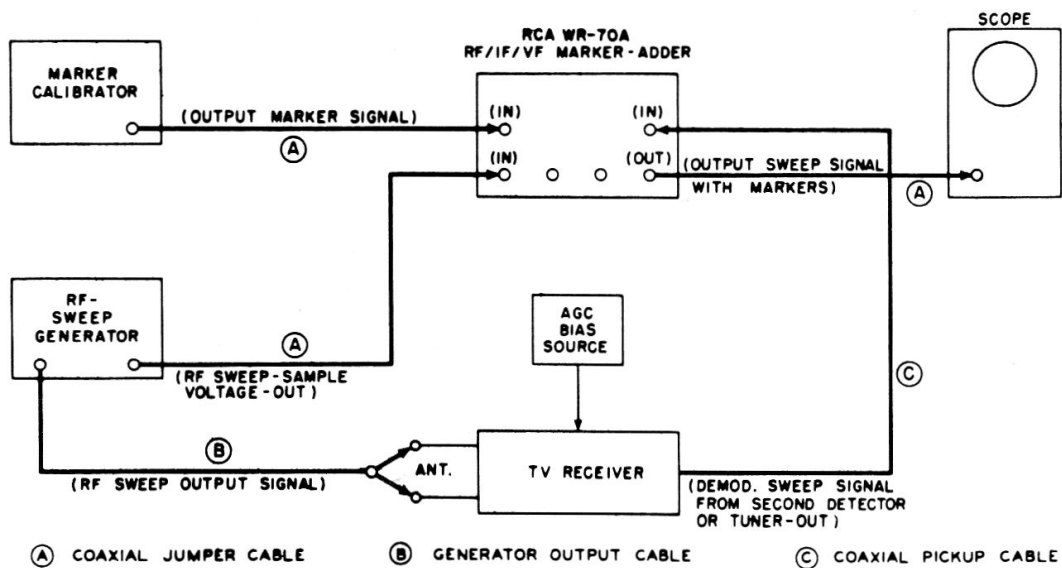 SCOPE
RCA WR-70A
RF/IF/VF MARKER-ADDER
MARKER
CALIBRATOR
(OUTPUT MARKER SIGNAL)
A
(IN)
(IN)
(IN)
(OUT)
(OUTPUT SWEEP SIGNAL
WITH MARKERS)
A
RF-
SWEEP
GENERATOR
A
(RF SWEEP-SAMPLE
VOLTAGE-OUT)
AGC
BIAS
SOURCE
C
B
(RF SWEEP OUTPUT SIGNAL)
ANT.
TV RECEIVER
(DEMOD. SWEEP SIGNAL
FROM SECOND DETECTOR
OR TUNER-OUT)
A COAXIAL JUMPER CABLE
B GENERATOR OUTPUT CABLE
C COAXIAL PICKUP CABLE